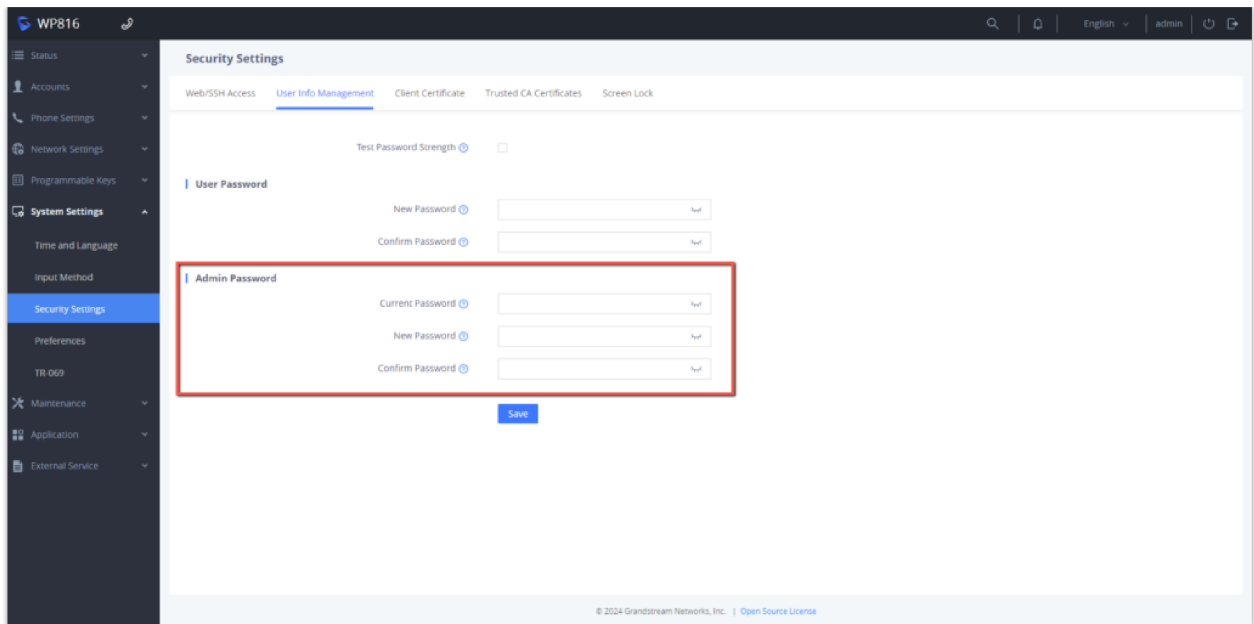 WP816
English
admin
Status
Accounts
Phone Settings
Network Settings
Programmable Keys
System Settings
Time and Language
Input Method
Security Settings
Preferences
TR-069
Maintenance
Application
External Service
Security Settings
Web/SSH Access User Info Management Client Certificate Trusted CA Certificates Screen Lock
Test Password Strength
User Password
New Password
Confirm Password
Admin Password
Current Password
New Password
Confirm Password
Save
© 2024 Grandstream Networks, Inc. | Open Source License